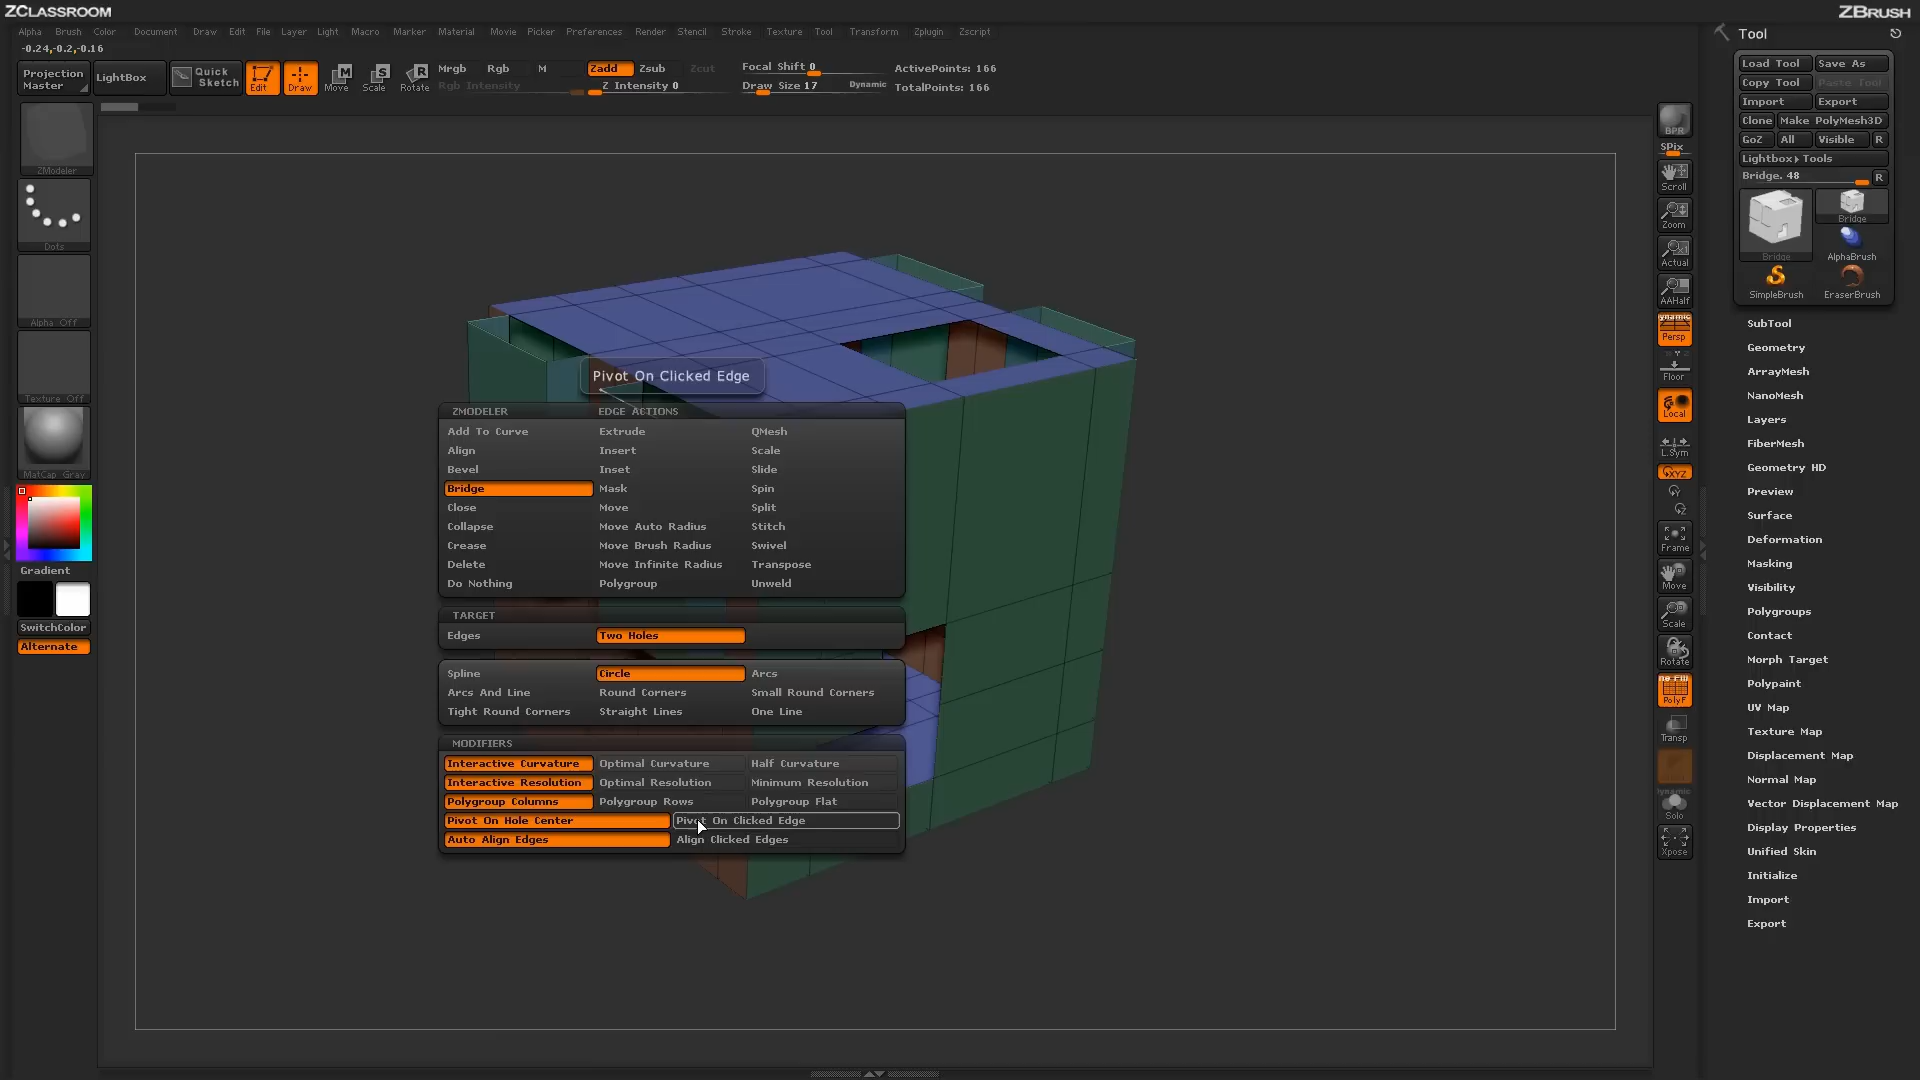 ZCLASSROOM
ZBRUSH
Alpha Brush Color Document Draw Edit File Layer Light Macro Marker Material Movie Picker Preferences Render Stencil Stroke Texture Tool Transform Zplugin Zscript
-0.24,-0.2,-0.16
Projection Master
LightBox
Quick Sketch
Edit
Draw
Move
Scale
Rotate
Mrgb Rgb M
Rgb Intensity
Zadd Zsub Zcut
Z Intensity 0
Focal Shift 0
Draw Size 17
Dynamic
ActivePoints: 166
TotalPoints: 166
ZModeler
Dots
Alpha Off
Texture Off
MatCap Gray
Gradient
SwitchColor
Alternate
Pivot On Clicked Edge
ZMODELER EDGE ACTIONS
Add To Curve Extrude QMesh
Align Insert Scale
Bevel Inset Slide
Bridge Mask Spin
Close Move Split
Collapse Move Auto Radius Stitch
Crease Move Brush Radius Swivel
Delete Move Infinite Radius Transpose
Do Nothing Polygroup Unweld
TARGET
Edges Two Holes
Spline Circle Arcs
Arcs And Line Round Corners Small Round Corners
Tight Round Corners Straight Lines One Line
MODIFIERS
Interactive Curvature Optimal Curvature Half Curvature
Interactive Resolution Optimal Resolution Minimum Resolution
Polygroup Columns Polygroup Rows Polygroup Flat
Pivot On Hole Center Pivot On Clicked Edge
Auto Align Edges Align Clicked Edges
BPR
SPix
Scroll
Zoom
Actual
AAHalf
Persp
Floor
Local
L.Sym
XYZ
Frame
Move
Scale
Rotate
PolyF
Transp
Dynamic
Solo
Xpose
Tool
Load Tool Save As
Copy Tool Paste Tool
Import Export
Clone Make PolyMesh3D
GoZ All Visible R
Lightbox▸Tools
Bridge. 48 R
Bridge
Bridge
AlphaBrush
SimpleBrush EraserBrush
SubTool
Geometry
ArrayMesh
NanoMesh
Layers
FiberMesh
Geometry HD
Preview
Surface
Deformation
Masking
Visibility
Polygroups
Contact
Morph Target
Polypaint
UV Map
Texture Map
Displacement Map
Normal Map
Vector Displacement Map
Display Properties
Unified Skin
Initialize
Import
Export